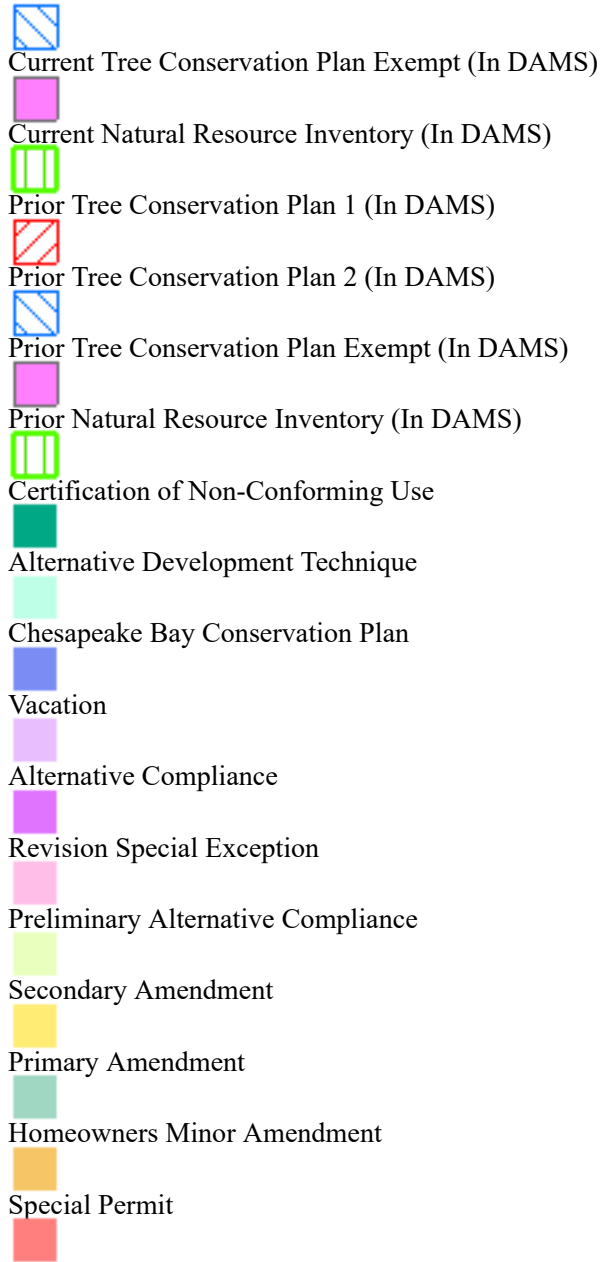 Current Tree Conservation Plan Exempt (In DAMS)
Current Natural Resource Inventory (In DAMS)
Prior Tree Conservation Plan 1 (In DAMS)
Prior Tree Conservation Plan 2 (In DAMS)
Prior Tree Conservation Plan Exempt (In DAMS)
Prior Natural Resource Inventory (In DAMS)
Certification of Non-Conforming Use
Alternative Development Technique
Chesapeake Bay Conservation Plan
Vacation
Alternative Compliance
Revision Special Exception
Preliminary Alternative Compliance
Secondary Amendment
Primary Amendment
Homeowners Minor Amendment
Special Permit